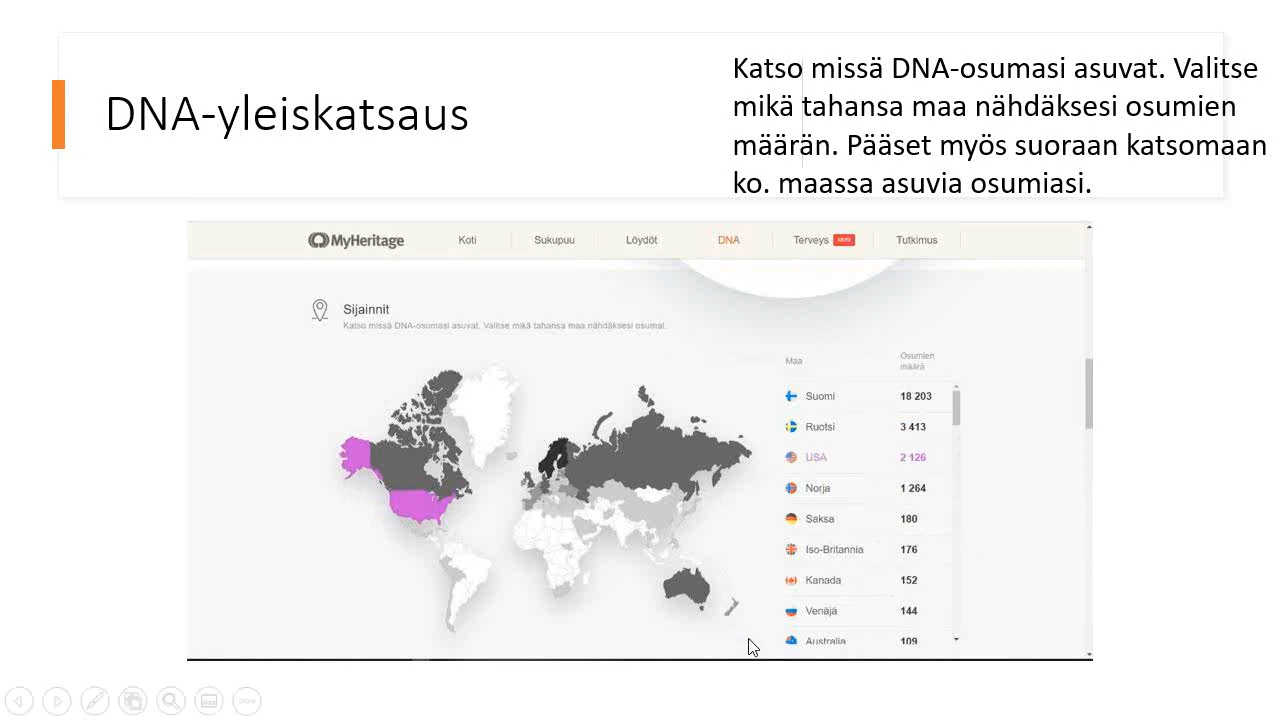 DNA-yleiskatsaus
Katso missä DNA-osumasi asuvat. Valitse
mikä tahansa maa nähdäksesi osumien
määrän. Pääset myös suoraan katsomaan
ko. maassa asuvia osumiasi.
MyHeritage Koti Sukupuu Löydöt DNA Terveys Tutkimus
Sijainnit
Katso missä DNA-osumasi asuvat. Valitse mikä tahansa maa nähdäksesi osumat.
Maa Osumien
määrä
Suomi 18 203
Ruotsi 3 413
USA 2 126
Norja 1 264
Saksa 180
Iso-Britannia 176
Kanada 152
Venäjä 144
Australia 109